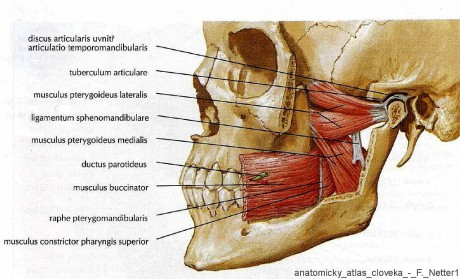 discus articularis uvnitř
articulatio temporomandibularis
tuberculum articulare
musculus pterygoideus lateralis
ligamentum sphenomandibulare
musculus pterygoideus medialis
ductus parotideus
musculus buccinator
raphe pterygomandibularis
musculus constrictor pharyngis superior
anatomicky_atlas_cloveka_-_F._Netter1